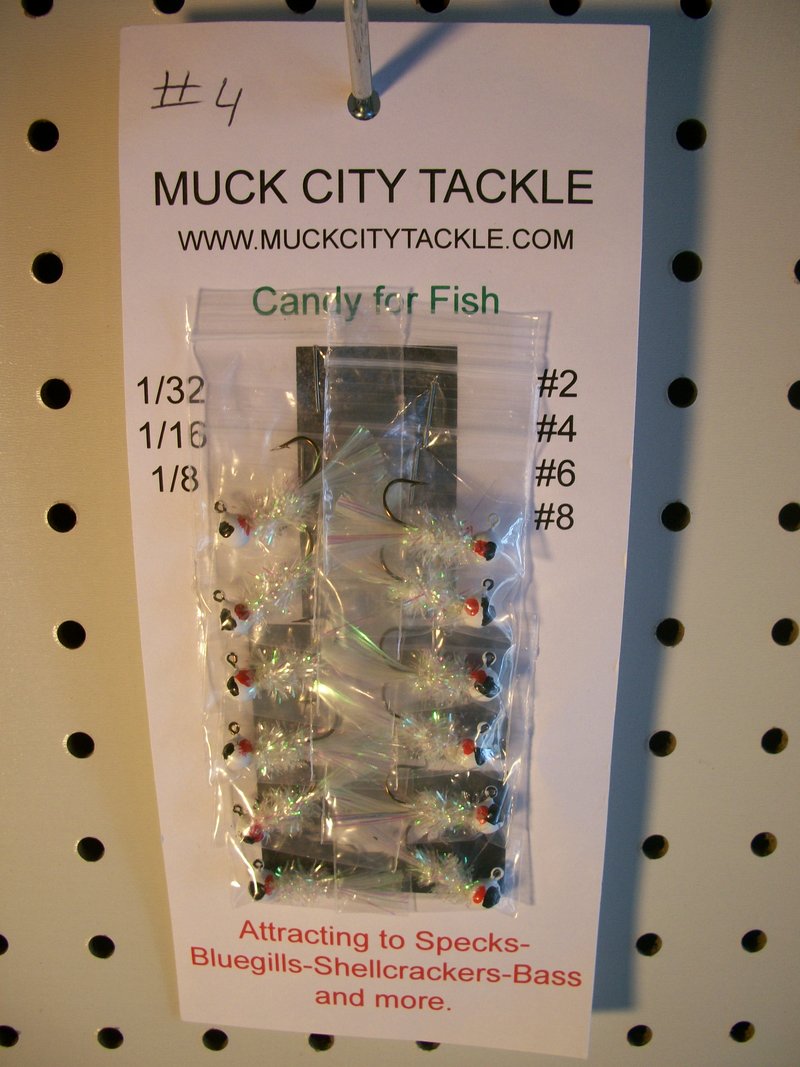 #4
MUCK CITY TACKLE
WWW.MUCKCITYTACKLE.COM
Candy for Fish
1/32 #2
1/16 #4
1/8 #6
#8
Attracting to Specks-
Bluegills-Shellcrackers-Bass
and more.